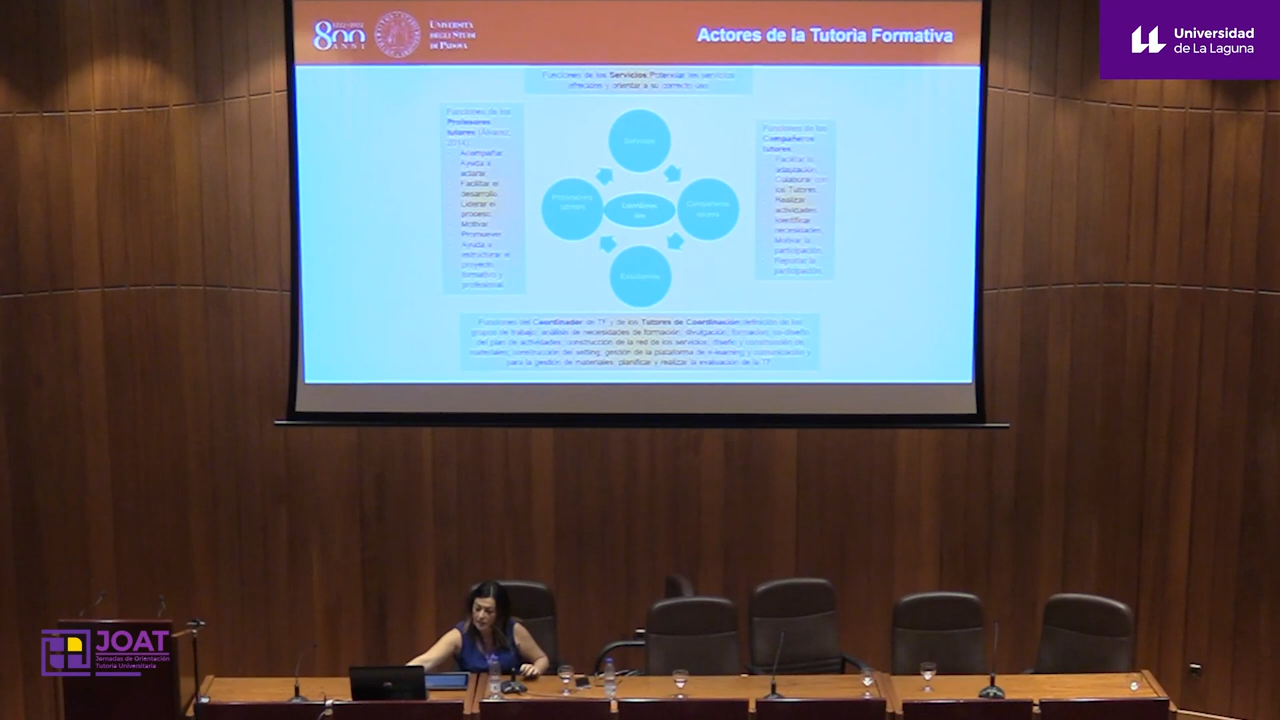 800
1222-2022
ANNI
Università
degli Studi
di Padova
Actores de la Tutoria Formativa
Universidad
de La Laguna
Funciones de los Servicios Potenciar los servicios
ofrecidos y orientar a su correcto uso
Funciones de los
Profesores
tutores (Álvarez,
2014)
Acompañar
Ayuda a
aclarar
Facilitar el
desarrollo
Liderar el
proceso
Motivar
Promueven
Ayuda a
estructurar el
proyecto
formativo y
profesional
Servicios
Profesores
tutores
Compañeros
tutores
Estudiantes
Funciones de los
Compañeros
tutores
Facilitar la
adaptación
Colaborar con
los Tutores
Realizar
actividades
Identificar
necesidades
Motivar la
participación
Reportar la
participación
Funciones del Coordinador de TF y de los Tutores de Coordinación definición de los
grupos de trabajo; análisis de necesidades de formación; divulgación; formación; co-diseño
del plan de actividades; construcción de la red de los servicios; diseño y construcción de
materiales; construcción del setting; gestión de la plataforma de e-learning y comunicación y
para la gestión de materiales; planificar y realizar la evaluación de la TF
JOAT
Jornadas de Orientación
Tutoría Universitaria